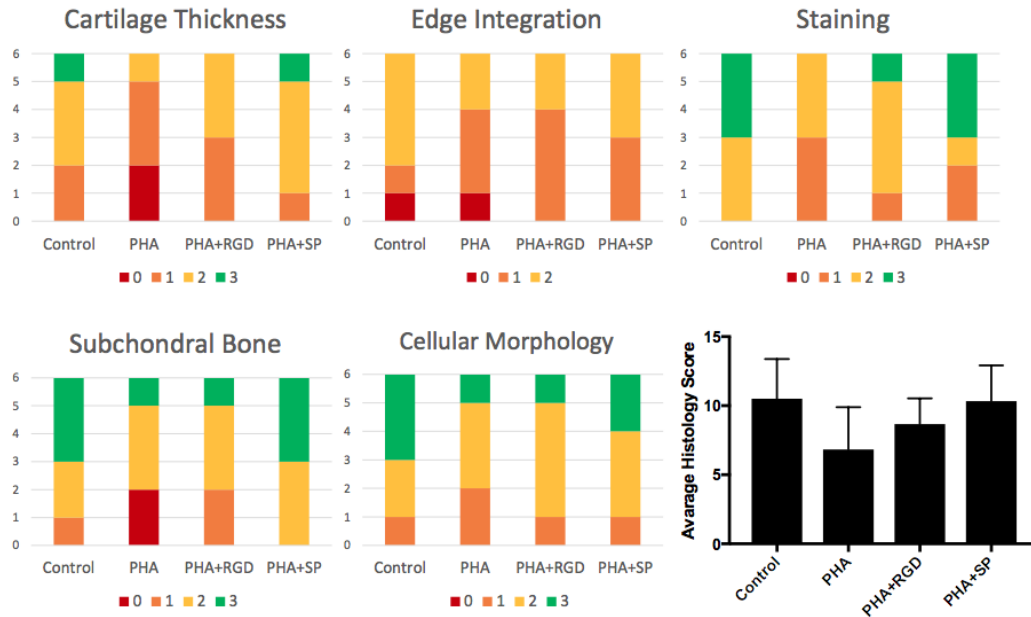 Cartilage Thickness
6
5
4
3
2
1
0
Control PHA PHA+RGD PHA+SP
0 1 2 3
Edge Integration
6
5
4
3
2
1
0
Control PHA PHA+RGD PHA+SP
0 1 2
Staining
6
5
4
3
2
1
0
Control PHA PHA+RGD PHA+SP
0 1 2 3
Subchondral Bone
6
5
4
3
2
1
0
Control PHA PHA+RGD PHA+SP
0 1 2 3
Cellular Morphology
6
5
4
3
2
1
0
Control PHA PHA+RGD PHA+SP
0 1 2 3
Avarage Histology Score
15
10
5
0
Control
PHA
PHA+RGD
PHA+SP